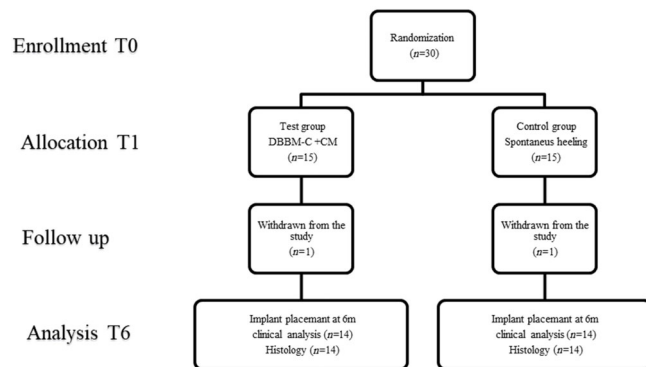 Enrollment T0
Randomization
(n=30)
Allocation T1
Test group
DBBM-C +CM
(n=15)
Control group
Spontaneus heeling
(n=15)
Follow up
Withdrawn from the
study
(n=1)
Withdrawn from the
study
(n=1)
Analysis T6
Implant placemant at 6m
clinical analysis (n=14)
Histology (n=14)
Implant placemant at 6m
clinical analysis (n=14)
Histology (n=14)